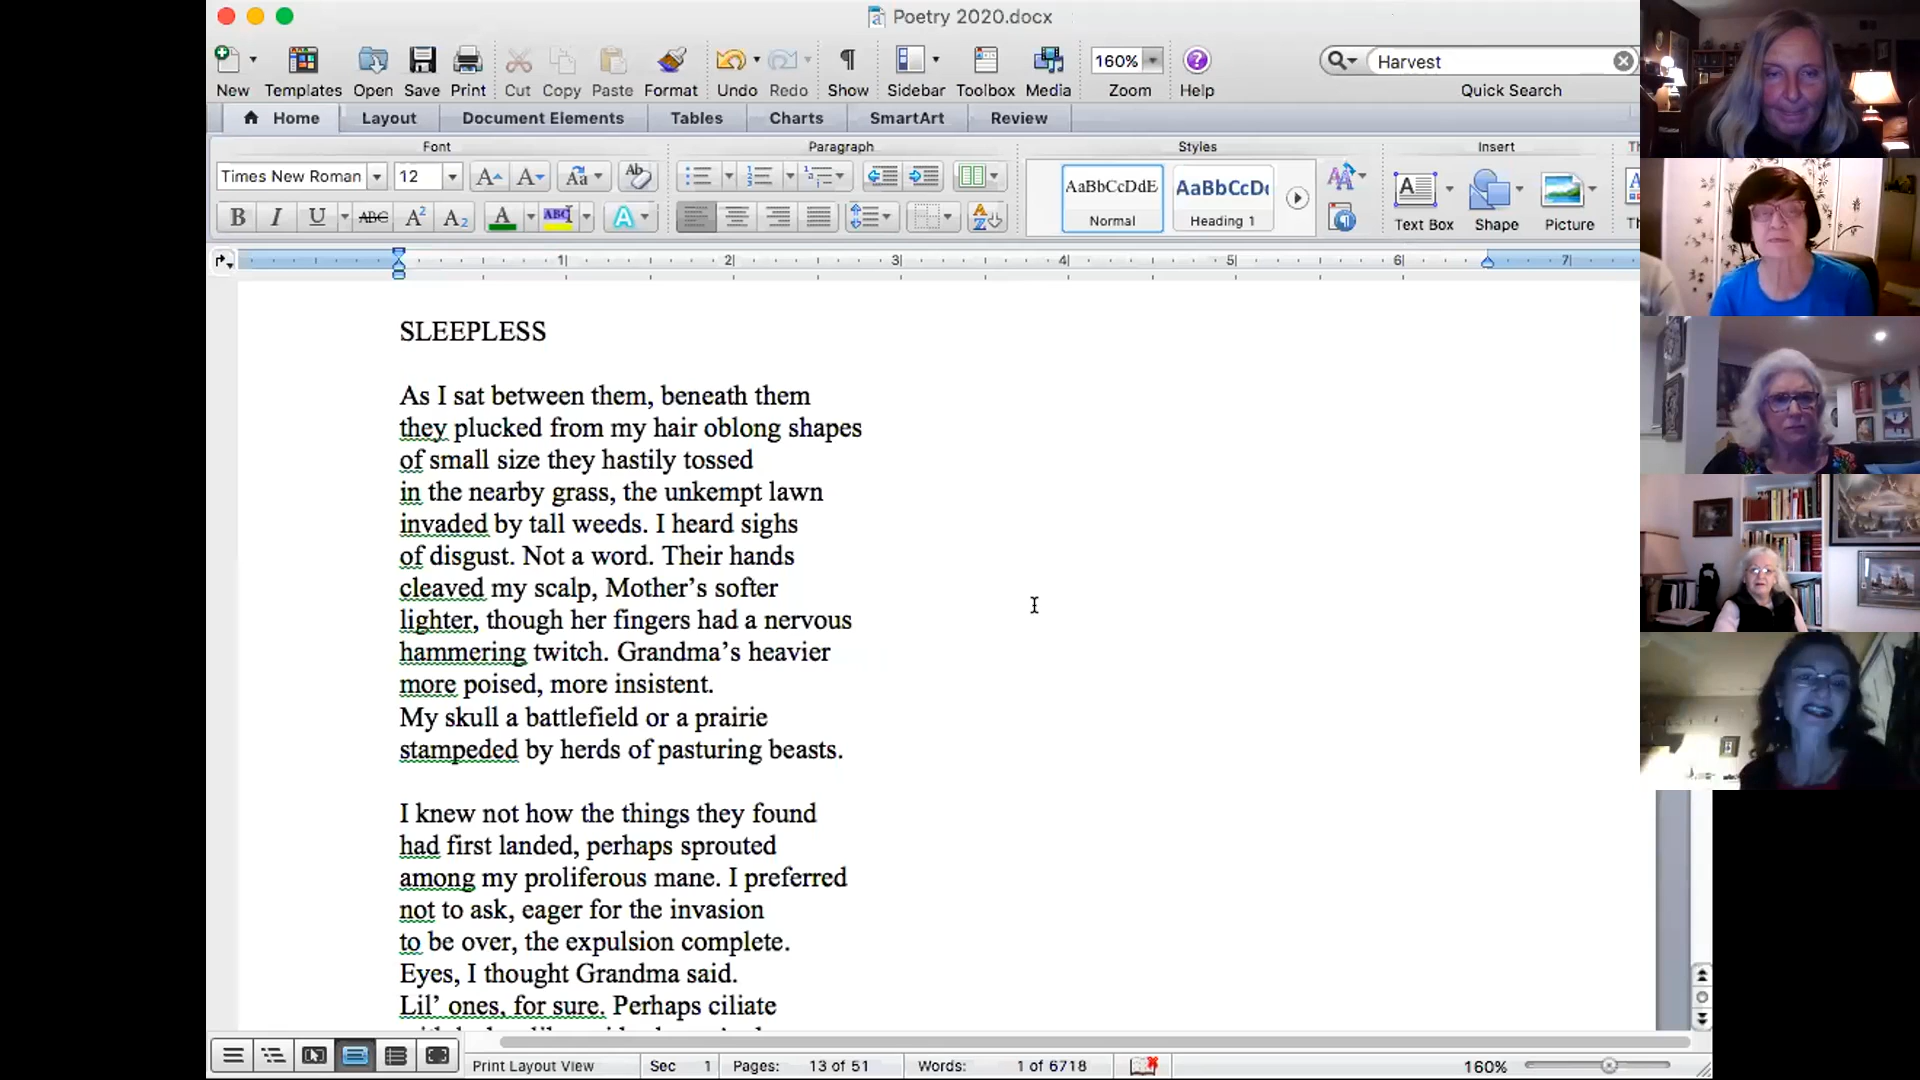 Poetry 2020.docx
New Templates Open Save Print Cut Copy Paste Format Undo Redo Show Sidebar Toolbox Media 160% Zoom Help Harvest Quick Search
Home Layout Document Elements Tables Charts SmartArt Review
Font Paragraph Styles Insert
Times New Roman 12 AaBbCcDdE Normal AaBbCcDd Heading 1 Text Box Shape Picture
1 2 3 4 5 6 7
SLEEPLESS
As I sat between them, beneath them
they plucked from my hair oblong shapes
of small size they hastily tossed
in the nearby grass, the unkempt lawn
invaded by tall weeds. I heard sighs
of disgust. Not a word. Their hands
cleaved my scalp, Mother’s softer
lighter, though her fingers had a nervous
hammering twitch. Grandma’s heavier
more poised, more insistent.
My skull a battlefield or a prairie
stampeded by herds of pasturing beasts.
I knew not how the things they found
had first landed, perhaps sprouted
among my proliferous mane. I preferred
not to ask, eager for the invasion
to be over, the expulsion complete.
Eyes, I thought Grandma said.
Lil’ ones, for sure. Perhaps ciliate
Print Layout View Sec 1 Pages: 13 of 51 Words: 1 of 6718 160%